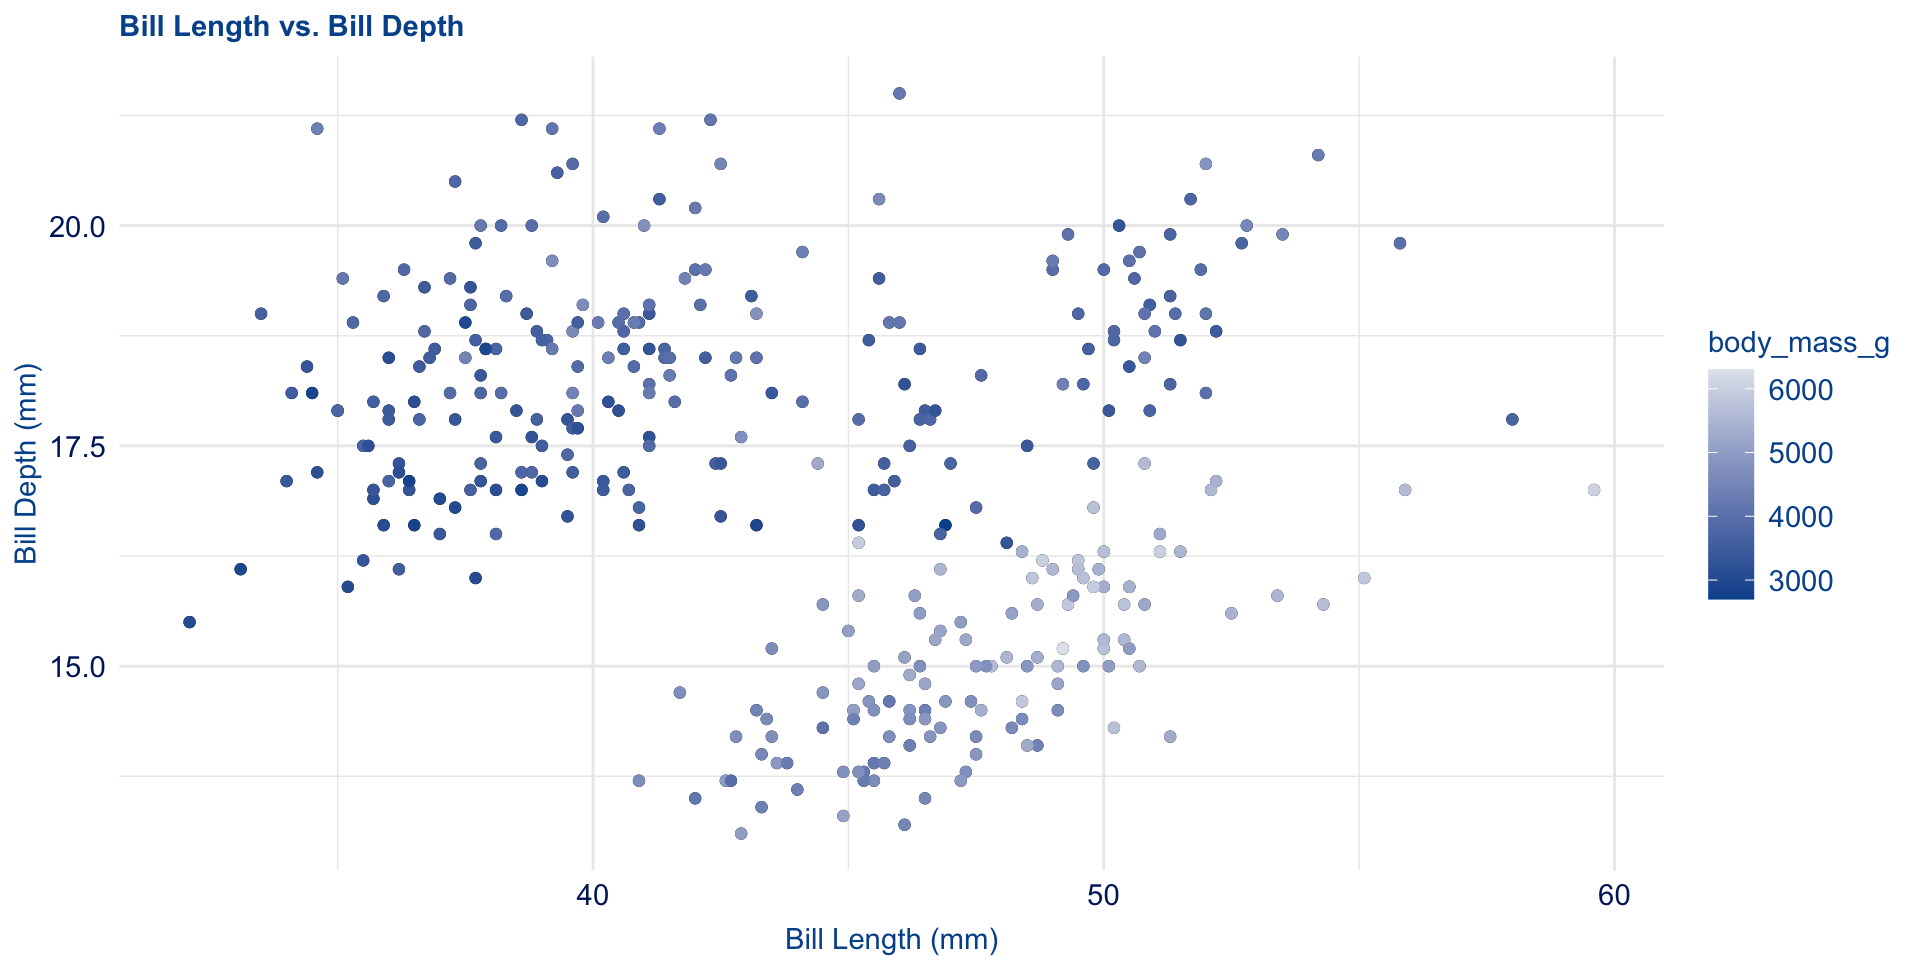 Bill Length vs. Bill Depth
Bill Depth (mm)
20.0
17.5
15.0
40
50
60
Bill Length (mm)
body_mass_g
6000
5000
4000
3000